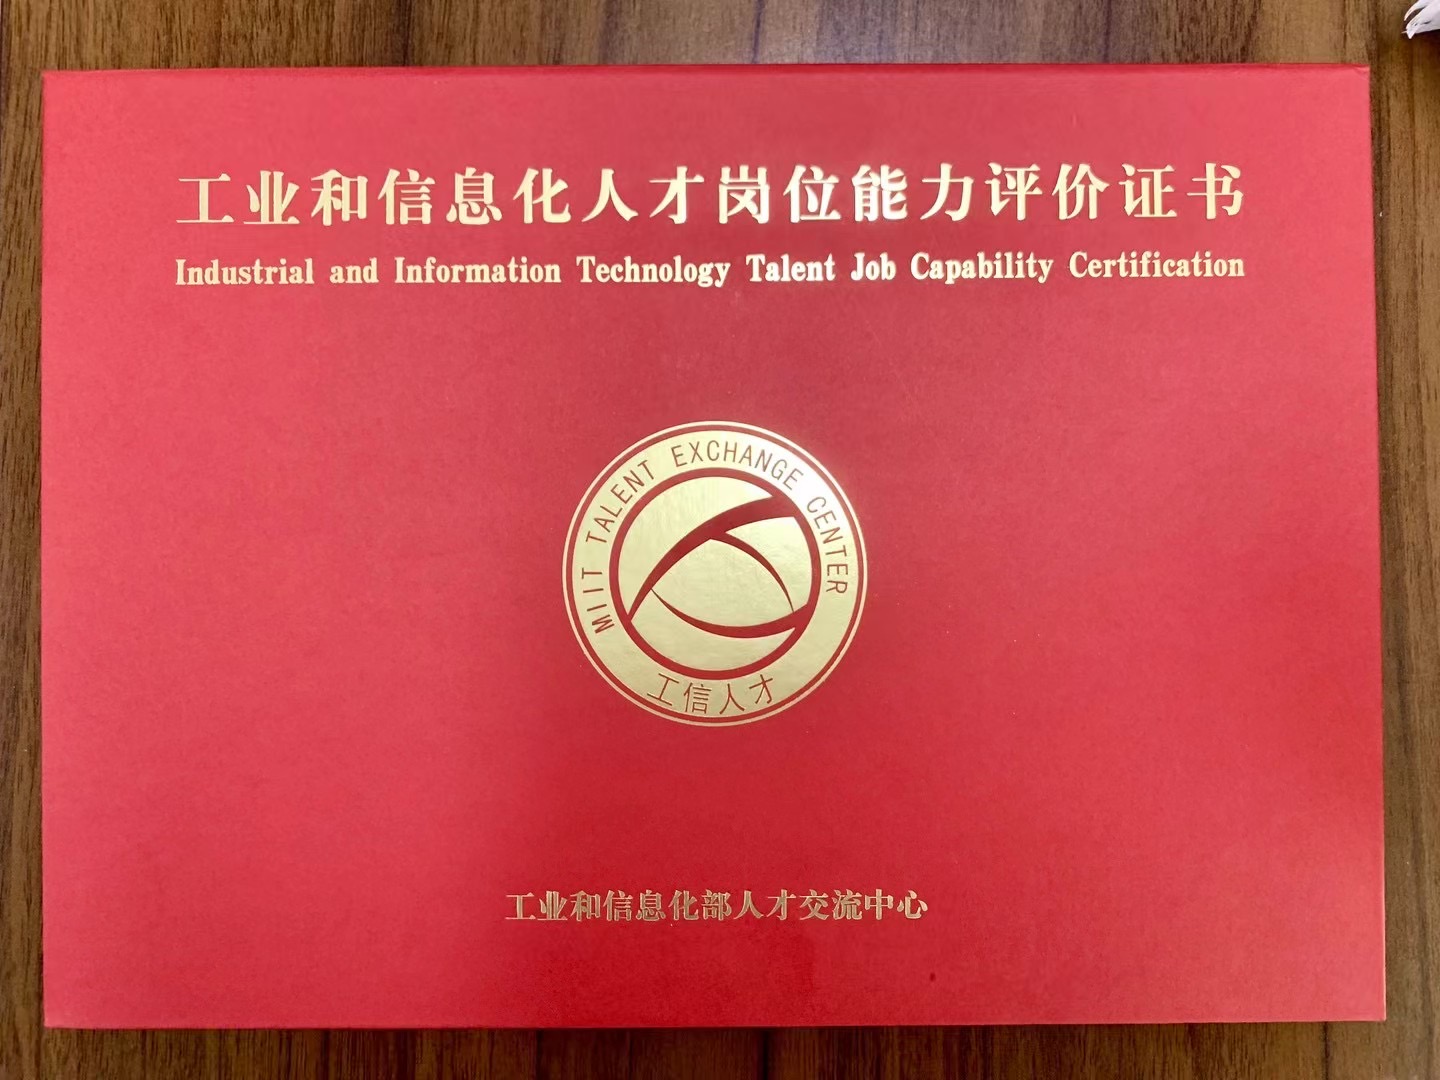 工业和信息化人才岗位能力评价证书
Industrial and Information Technology Talent Job Capability Certification
MIIT TALENT EXCHANGE CENTER
工信人才
工业和信息化部人才交流中心